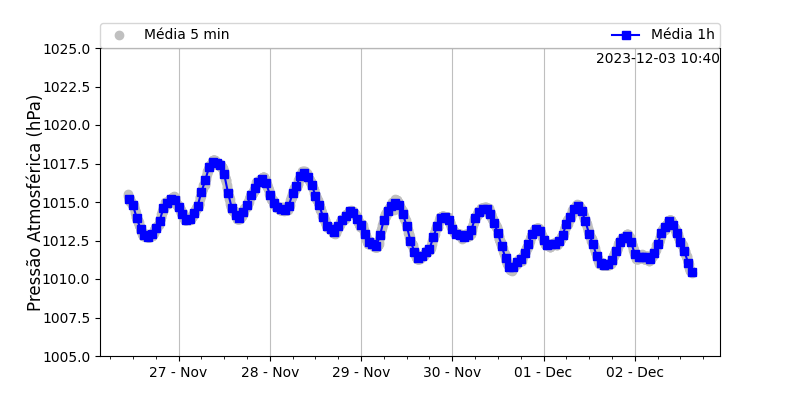 Média 5 min
Média 1h
2023-12-03 10:40
Pressão Atmosférica (hPa)
1025.0
1022.5
1020.0
1017.5
1015.0
1012.5
1010.0
1007.5
1005.0
27 - Nov
28 - Nov
29 - Nov
30 - Nov
01 - Dec
02 - Dec